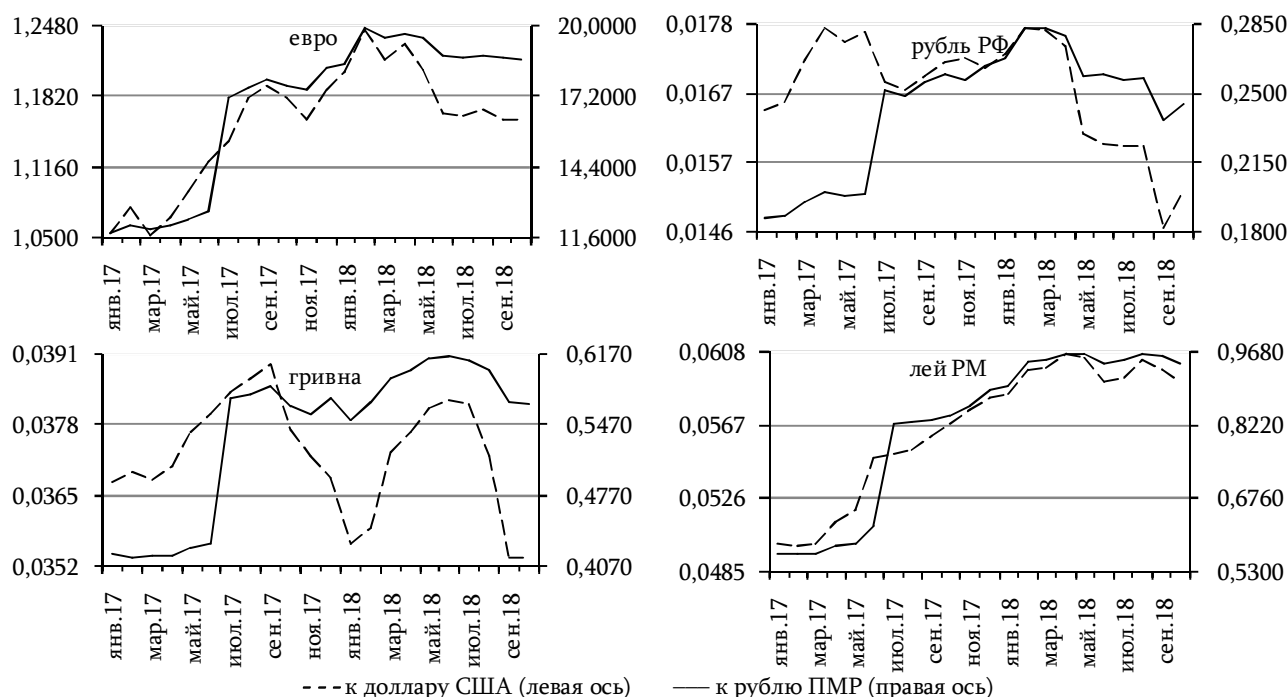 евро
1,2480
1,1820
1,1160
1,0500
20,0000
17,2000
14,4000
11,6000
янв.17
мар.17
май.17
июл.17
сен.17
ноя.17
янв.18
мар.18
май.18
июл.18
сен.18
рубль РФ
0,0178
0,0167
0,0157
0,0146
0,2850
0,2500
0,2150
0,1800
янв.17
мар.17
май.17
июл.17
сен.17
ноя.17
янв.18
мар.18
май.18
июл.18
сен.18
гривна
0,0391
0,0378
0,0365
0,0352
0,6170
0,5470
0,4770
0,4070
янв.17
мар.17
май.17
июл.17
сен.17
ноя.17
янв.18
мар.18
май.18
июл.18
сен.18
лей РМ
0,0608
0,0567
0,0526
0,0485
0,9680
0,8220
0,6760
0,5300
янв.17
мар.17
май.17
июл.17
сен.17
ноя.17
янв.18
мар.18
май.18
июл.18
сен.18
к доллару США (левая ось)
к рублю ПМР (правая ось)